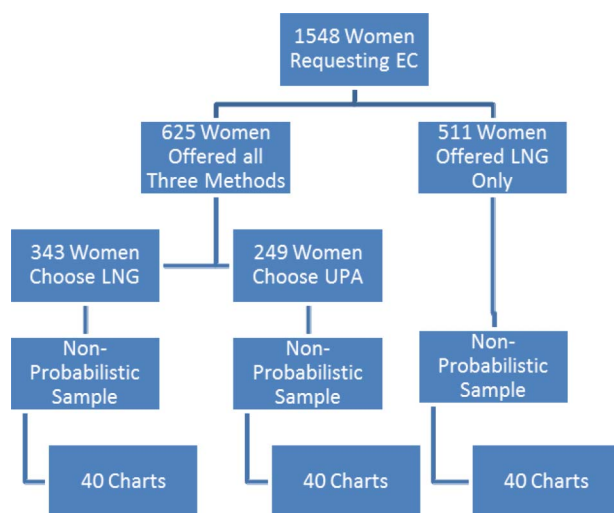 1548 Women
Requesting EC
625 Women
Offered all
Three Methods
511 Women
Offered LNG
Only
343 Women
Choose LNG
249 Women
Choose UPA
Non-
Probabilistic
Sample
Non-
Probabilistic
Sample
Non-
Probabilistic
Sample
40 Charts
40 Charts
40 Charts